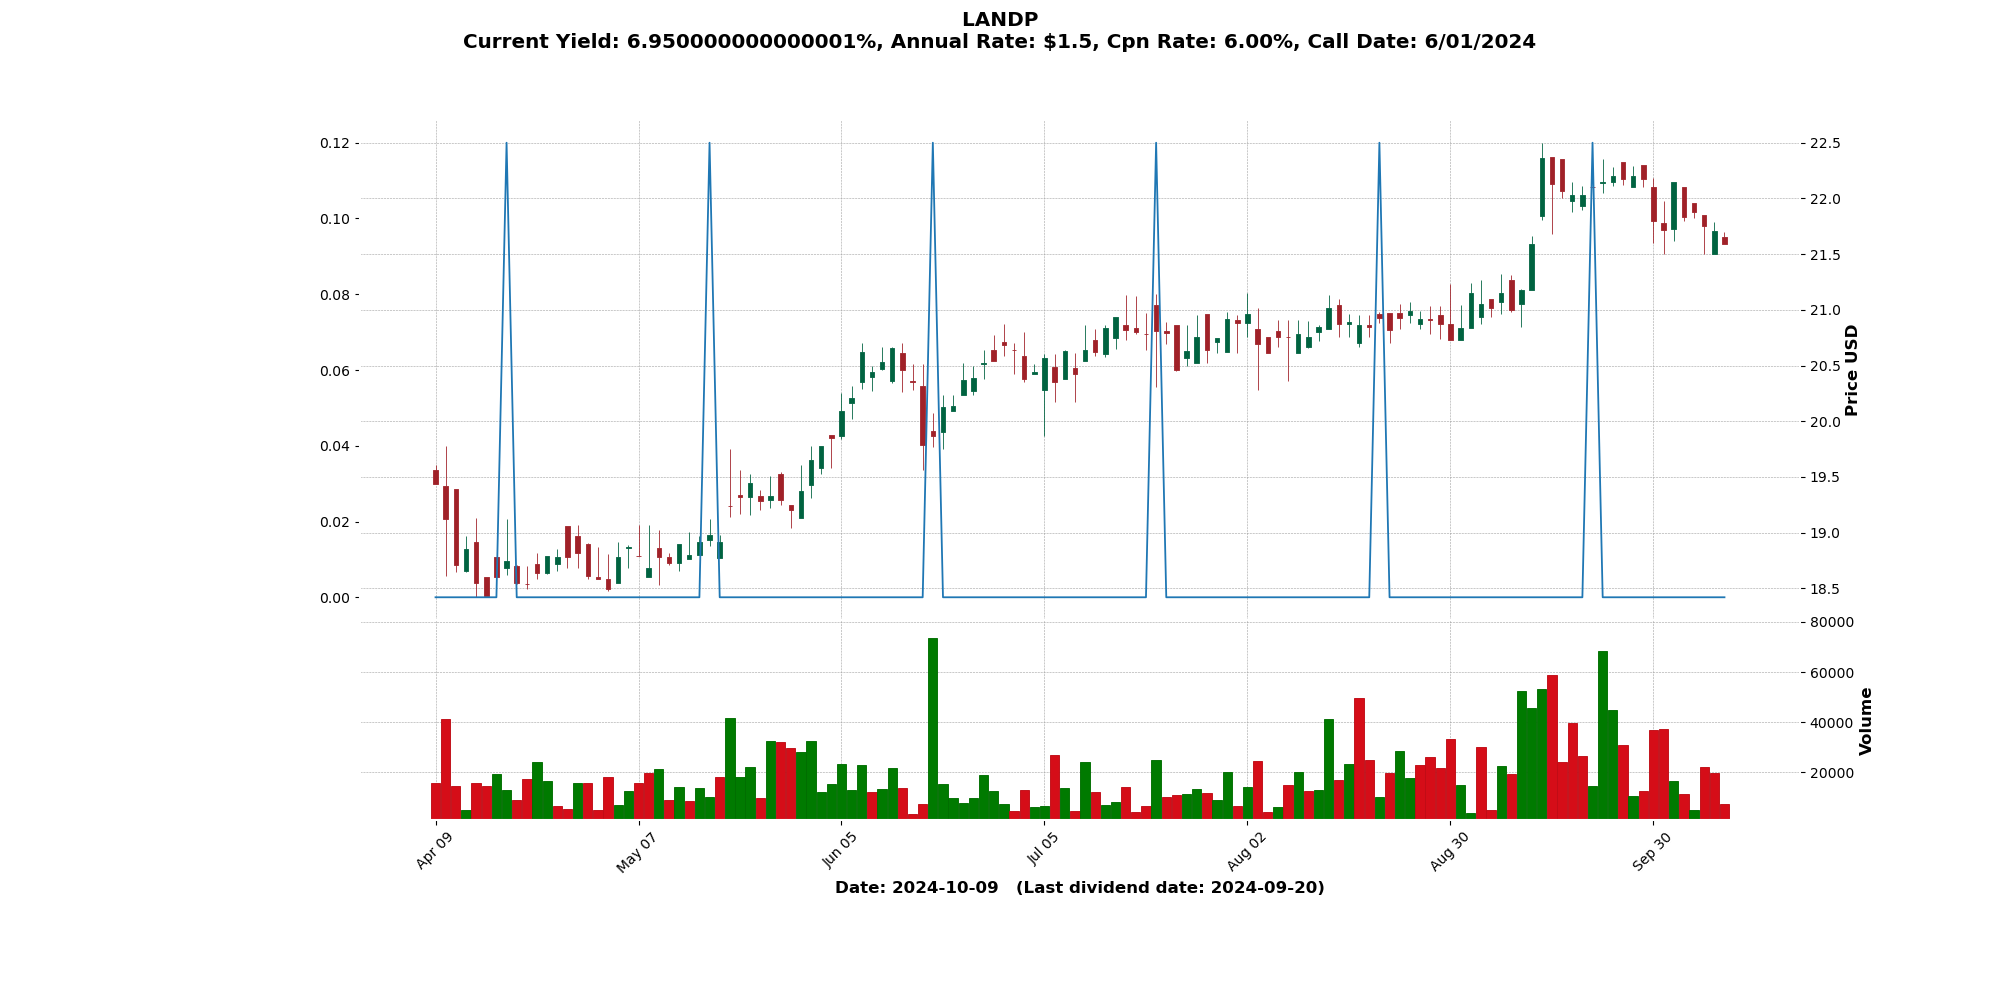 LANDP
Current Yield: 6.950000000000001%, Annual Rate: $1.5, Cpn Rate: 6.00%, Call Date: 6/01/2024
0.12
0.10
0.08
0.06
0.04
0.02
0.00
22.5
22.0
21.5
21.0
20.5
20.0
19.5
19.0
18.5
Price USD
80000
60000
40000
20000
Volume
Apr 09
May 07
Jun 05
Jul 05
Aug 02
Aug 30
Sep 30
Date: 2024-10-09 (Last dividend date: 2024-09-20)